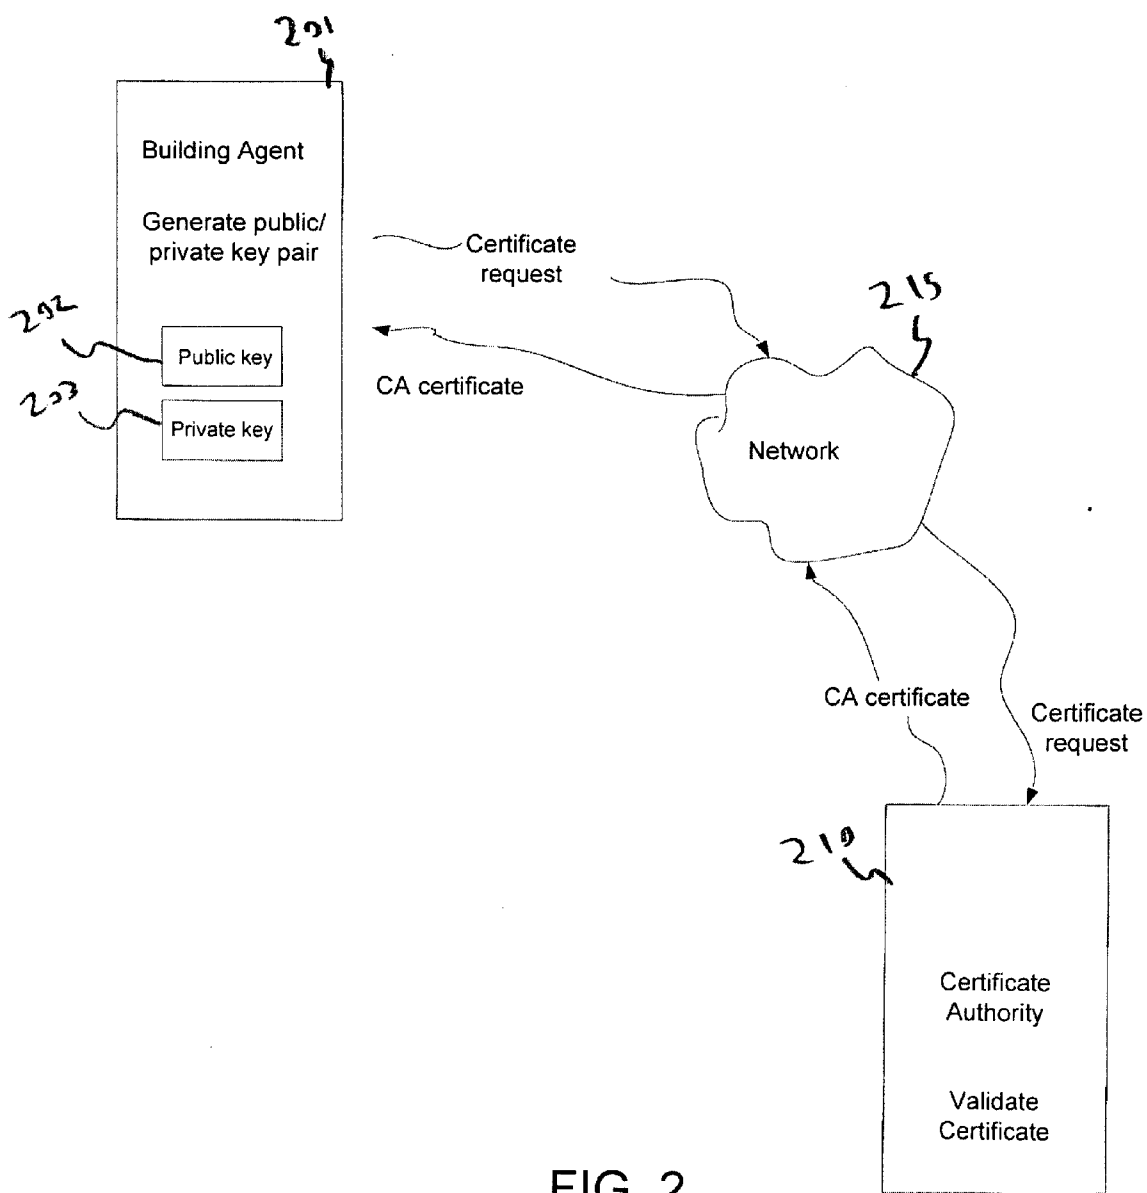 201
Building Agent
Generate public/
private key pair
202
Public key
203
Private key
Certificate
request
CA certificate
215
Network
CA certificate
Certificate
request
210
Certificate
Authority
Validate
Certificate
FIG. 2